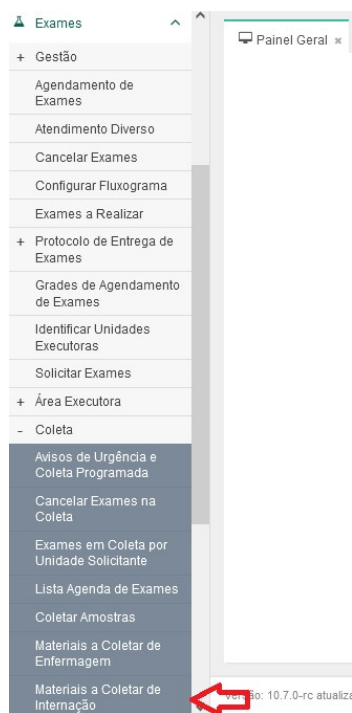 Exames
Painel Geral ×
+ Gestão
Agendamento de
Exames
Atendimento Diverso
Cancelar Exames
Configurar Fluxograma
Exames a Realizar
+ Protocolo de Entrega de
Exames
Grades de Agendamento
de Exames
Identificar Unidades
Executoras
Solicitar Exames
+ Área Executora
- Coleta
Avisos de Urgência e
Coleta Programada
Cancelar Exames na
Coleta
Exames em Coleta por
Unidade Solicitante
Lista Agenda de Exames
Coletar Amostras
Materiais a Coletar de
Enfermagem
Materiais a Coletar de
Internação
10.7.0-rc